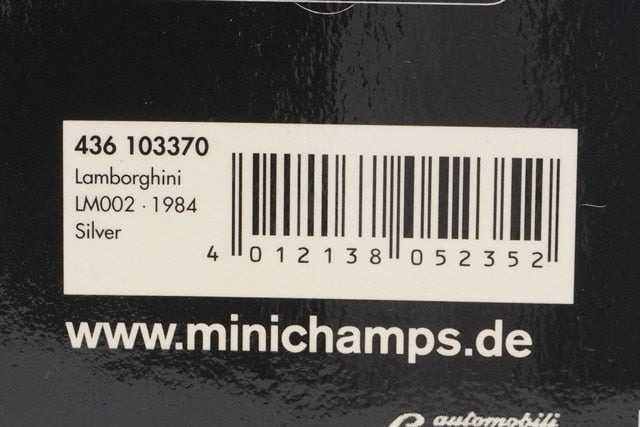 436 103370
Lamborghini
LM002 · 1984
Silver
4 012138 052352
www.minichamps.de
automobili